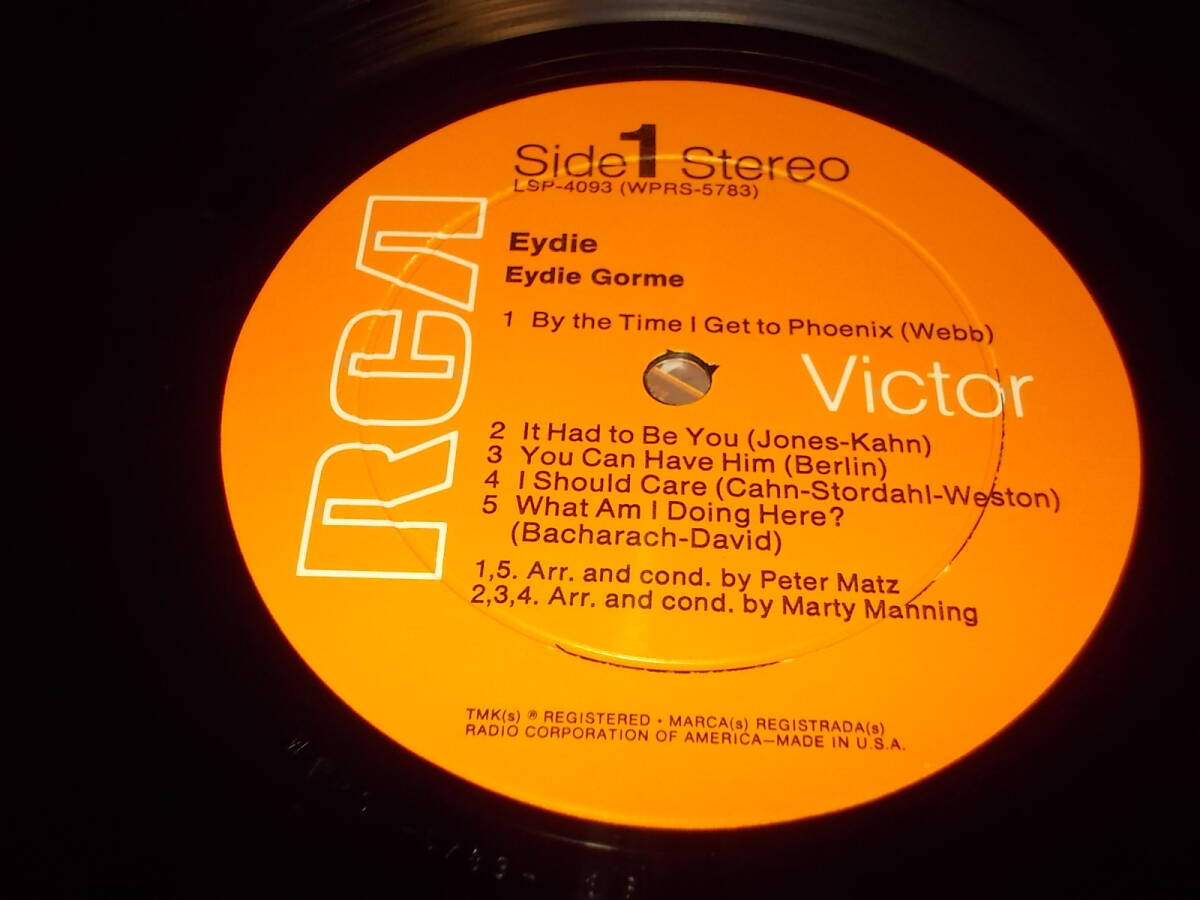 Side 1 Stereo
LSP-4093 (WPRS-5783)
RCA
Eydie
Eydie Gorme
1 By the Time I Get to Phoenix (Webb)
Victor
2 It Had to Be You (Jones-Kahn)
3 You Can Have Him (Berlin)
4 I Should Care (Cahn-Stordahl-Weston)
5 What Am I Doing Here?
(Bacharach-David)
1,5. Arr. and cond. by Peter Matz
2,3,4. Arr. and cond. by Marty Manning
TMK(s) ® REGISTERED • MARCA(s) REGISTRADA(s)
RADIO CORPORATION OF AMERICA—MADE IN U.S.A.